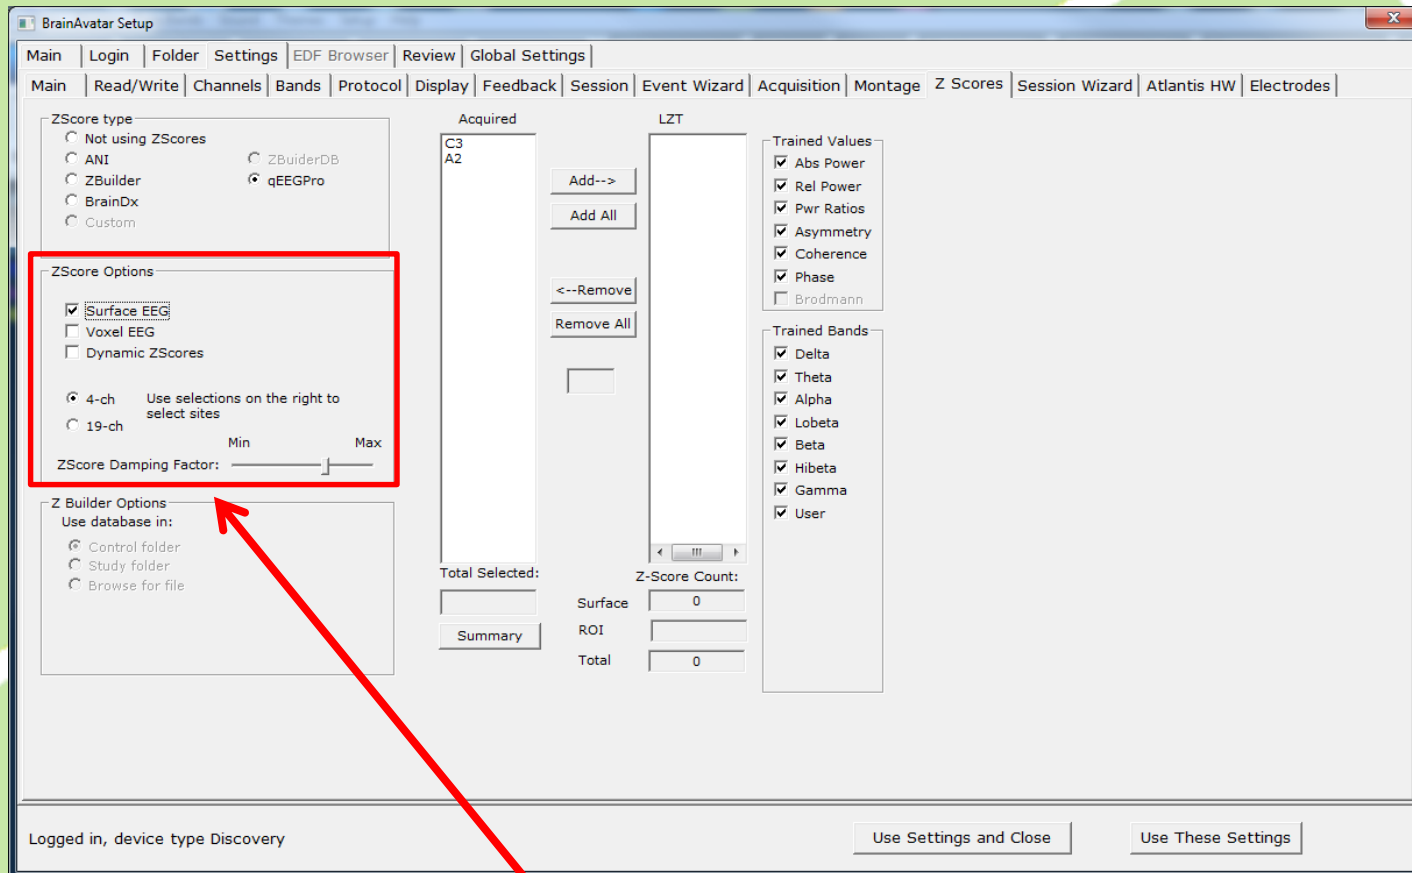 BrainAvatar Setup
Main Login Folder Settings EDF Browser Review Global Settings
Main Read/Write Channels Bands Protocol Display Feedback Session Event Wizard Acquisition Montage Z Scores Session Wizard Atlantis HW Electrodes
ZScore type
Not using ZScores
ANI ZBuiderDB
ZBuilder qEEGPro
BrainDx
Custom
ZScore Options
Surface EEG
Voxel EEG
Dynamic ZScores
4-ch Use selections on the right to
select sites
19-ch
Min Max
ZScore Damping Factor:
Z Builder Options
Use database in:
Control folder
Study folder
Browse for file
Acquired
C3
A2
Total Selected:
Summary
Add-->
Add All
<--Remove
Remove All
LZT
Z-Score Count:
Surface 0
ROI
Total 0
Trained Values
Abs Power
Rel Power
Pwr Ratios
Asymmetry
Coherence
Phase
Brodmann
Trained Bands
Delta
Theta
Alpha
Lobeta
Beta
Hibeta
Gamma
User
Logged in, device type Discovery
Use Settings and Close Use These Settings